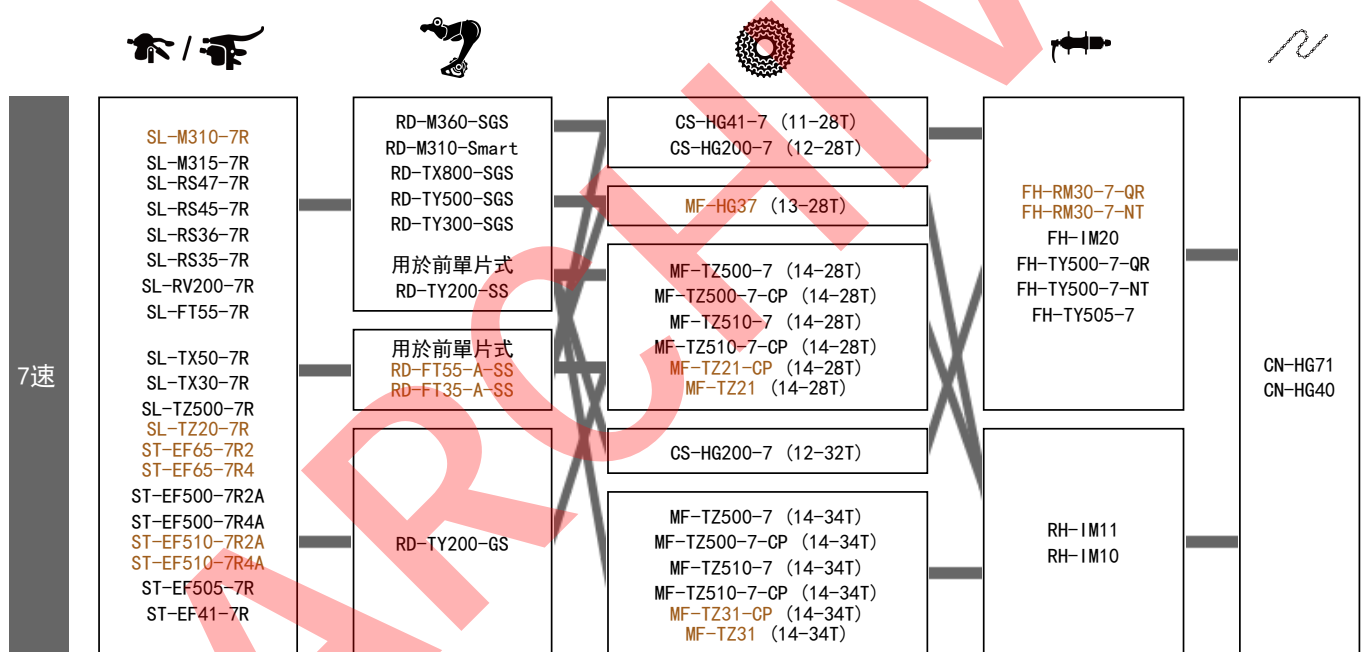 7速
SL-M310-7R
SL-M315-7R
SL-RS47-7R
SL-RS45-7R
SL-RS36-7R
SL-RS35-7R
SL-RV200-7R
SL-FT55-7R
SL-TX50-7R
SL-TX30-7R
SL-TZ500-7R
SL-TZ20-7R
ST-EF65-7R2
ST-EF65-7R4
ST-EF500-7R2A
ST-EF500-7R4A
ST-EF510-7R2A
ST-EF510-7R4A
ST-EF505-7R
ST-EF41-7R
RD-M360-SGS
RD-M310-Smart
RD-TX800-SGS
RD-TY500-SGS
RD-TY300-SGS
用於前單片式
RD-TY200-SS
用於前單片式
RD-FT55-A-SS
RD-FT35-A-SS
RD-TY200-GS
CS-HG41-7 (11-28T)
CS-HG200-7 (12-28T)
MF-HG37 (13-28T)
MF-TZ500-7 (14-28T)
MF-TZ500-7-CP (14-28T)
MF-TZ510-7 (14-28T)
MF-TZ510-7-CP (14-28T)
MF-TZ21-CP (14-28T)
MF-TZ21 (14-28T)
CS-HG200-7 (12-32T)
MF-TZ500-7 (14-34T)
MF-TZ500-7-CP (14-34T)
MF-TZ510-7 (14-34T)
MF-TZ510-7-CP (14-34T)
MF-TZ31-CP (14-34T)
MF-TZ31 (14-34T)
FH-RM30-7-QR
FH-RM30-7-NT
FH-IM20
FH-TY500-7-QR
FH-TY500-7-NT
FH-TY505-7
RH-IM11
RH-IM10
CN-HG71
CN-HG40
ARCHIV